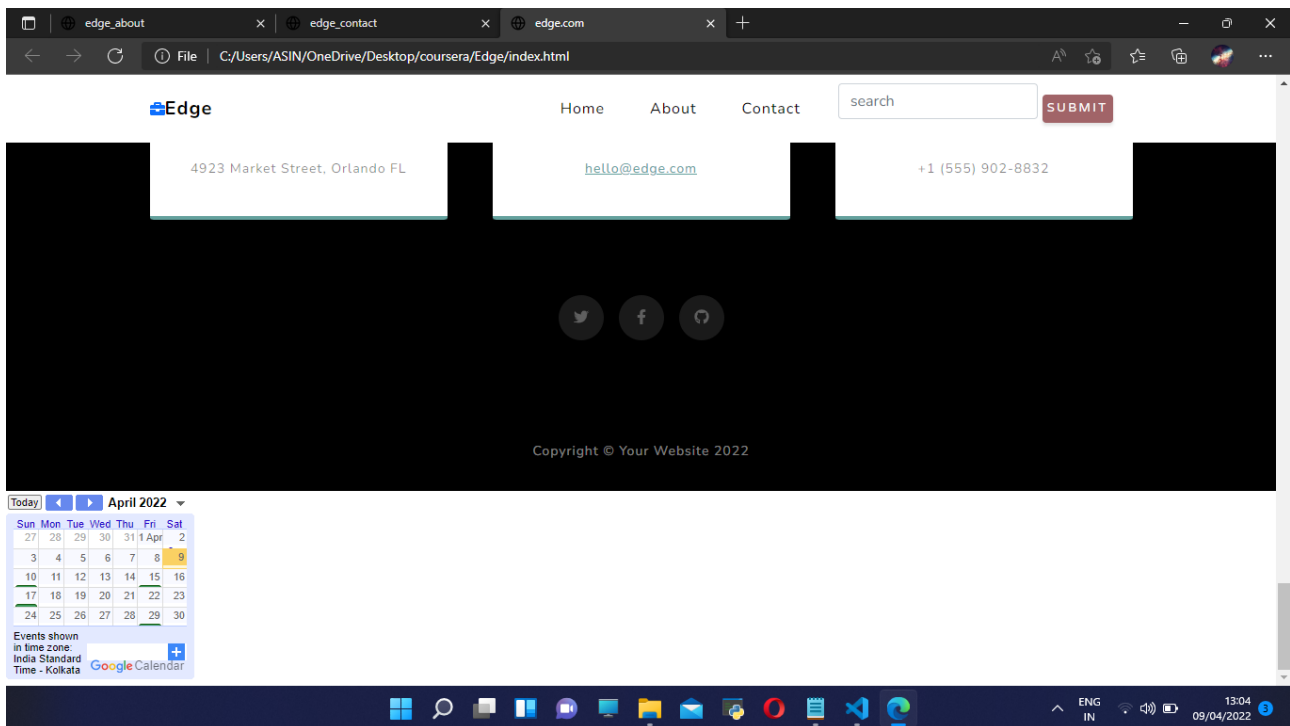 edge_about
edge_contact
edge.com
File | C:/Users/ASIN/OneDrive/Desktop/coursera/Edge/index.html
Edge
Home About Contact search SUBMIT
4923 Market Street, Orlando FL hello@edge.com +1 (555) 902-8832
Copyright © Your Website 2022
Today April 2022
Sun Mon Tue Wed Thu Fri Sat
27 28 29 30 31 1 Apr 2
3 4 5 6 7 8 9
10 11 12 13 14 15 16
17 18 19 20 21 22 23
24 25 26 27 28 29 30
Events shown
in time zone:
India Standard
Time - Kolkata
Google Calendar
ENG
IN
13:04
09/04/2022
3